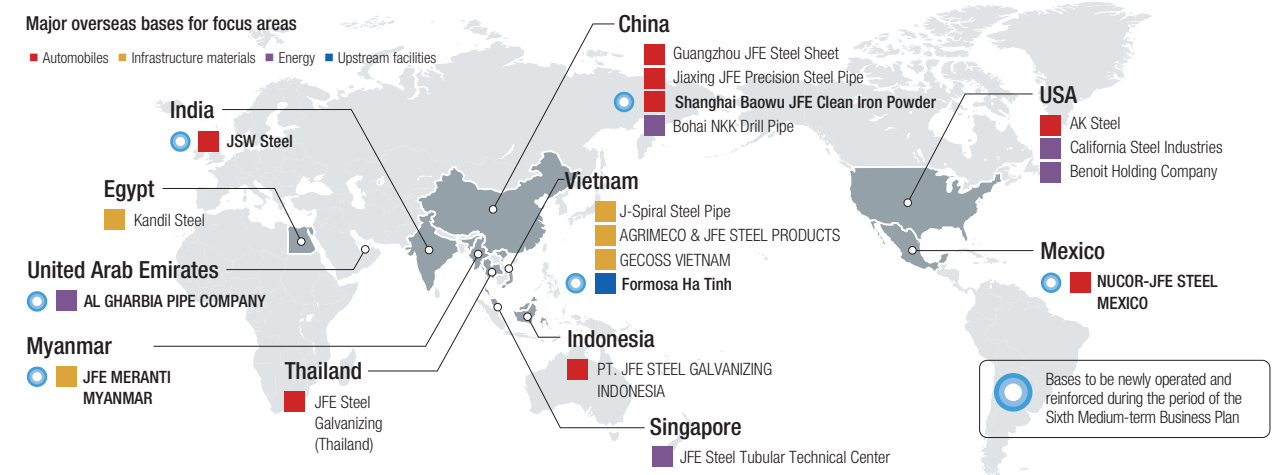 Major overseas bases for focus areas
Automobiles Infrastructure materials Energy Upstream facilities
China
Guangzhou JFE Steel Sheet
Jiaxing JFE Precision Steel Pipe
Shanghai Baowu JFE Clean Iron Powder
Bohai NKK Drill Pipe
India
JSW Steel
Egypt
Kandil Steel
United Arab Emirates
AL GHARBIA PIPE COMPANY
Myanmar
JFE MERANTI
MYANMAR
Thailand
JFE Steel
Galvanizing
(Thailand)
Vietnam
J-Spiral Steel Pipe
AGRIMECO & JFE STEEL PRODUCTS
GECOSS VIETNAM
Formosa Ha Tinh
Indonesia
PT. JFE STEEL GALVANIZING
INDONESIA
Singapore
JFE Steel Tubular Technical Center
USA
AK Steel
California Steel Industries
Benoit Holding Company
Mexico
NUCOR-JFE STEEL
MEXICO
Bases to be newly operated and
reinforced during the period of the
Sixth Medium-term Business Plan